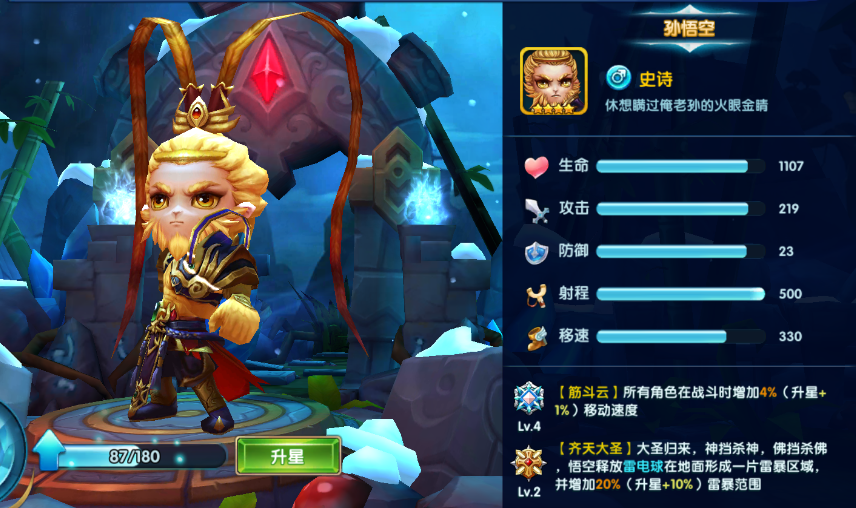 孙悟空
史诗
休想瞒过俺老孙的火眼金睛
生命 1107
攻击 219
防御 23
射程 500
移速 330
【筋斗云】所有角色在战斗时增加4%（升星+
1%）移动速度
Lv.4
【齐天大圣】大圣归来，神挡杀神，佛挡杀佛
，悟空释放雷电球在地面形成一片雷暴区域，
并增加20%（升星+10%）雷暴范围
Lv.2
87/180
升星